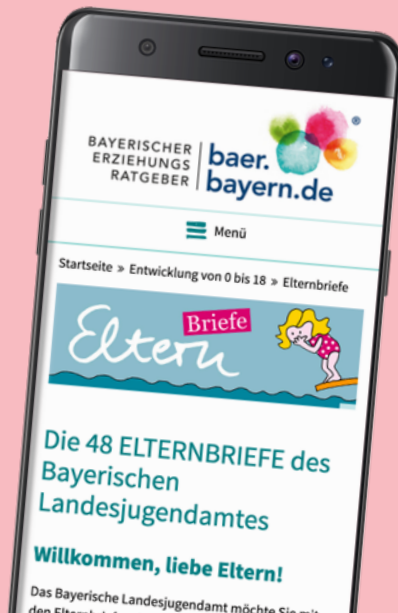 BAYERISCHER
ERZIEHUNGS
RATGEBER
baer.
bayern.de
®
Menü
Startseite » Entwicklung von 0 bis 18 » Elternbriefe
Eltern
Briefe
Die 48 ELTERNBRIEFE des
Bayerischen
Landesjugendamtes
Willkommen, liebe Eltern!
Das Bayerische Landesjugendamt möchte Sie mit
den